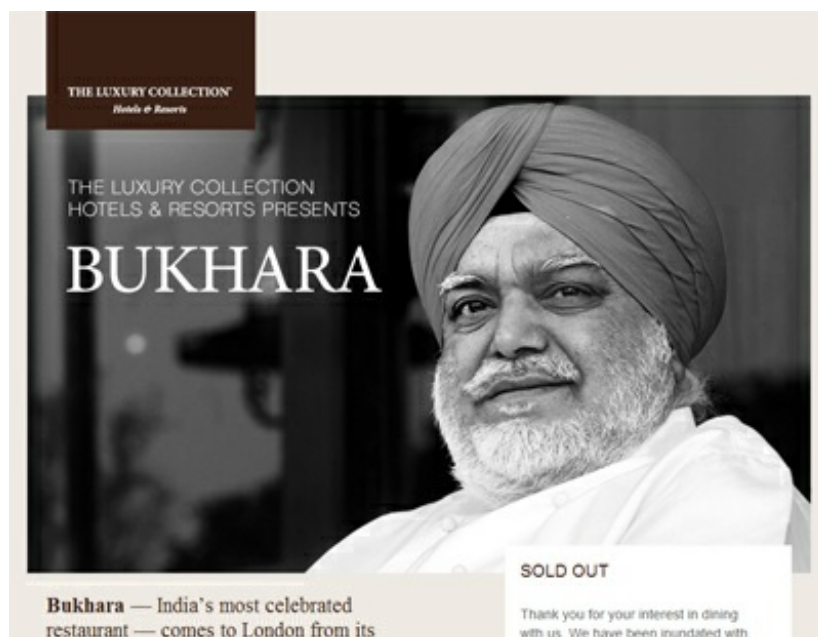 THE LUXURY COLLECTION®
Hotels & Resorts
THE LUXURY COLLECTION
HOTELS & RESORTS PRESENTS
BUKHARA
Bukhara — India's most celebrated
restaurant — comes to London from its
SOLD OUT
Thank you for your interest in dining
with us. We have been inundated with